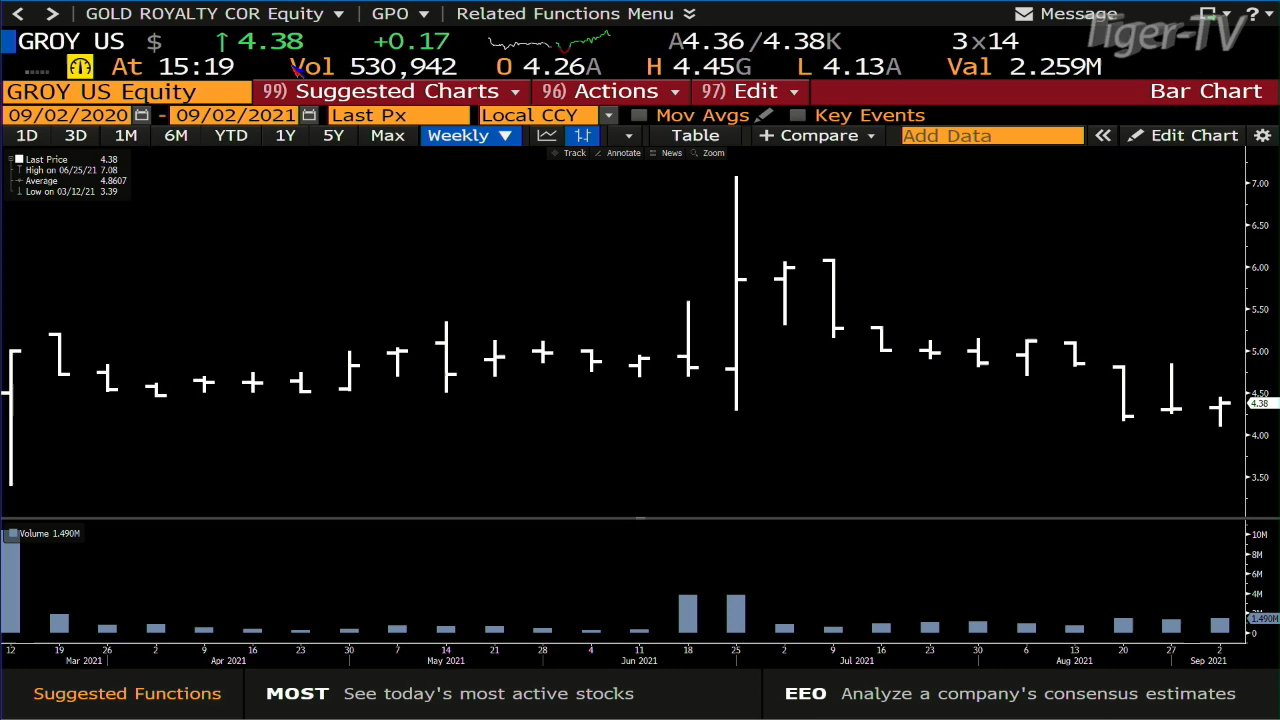 GOLD ROYALTY COR Equity GPO Related Functions Menu Message ?
Tiger-TV
GROY US $ ↑ 4.38 +0.17 A4.36/4.38K 3x14
At 15:19 Vol 530,942 O 4.26A H 4.45G L 4.13A Val 2.259M
GROY US Equity 99) Suggested Charts 96) Actions 97) Edit Bar Chart
09/02/2020 - 09/02/2021 Last Px Local CCY Mov Avgs Key Events
1D 3D 1M 6M YTD 1Y 5Y Max Weekly Table + Compare Add Data « Edit Chart
Track Annotate News Zoom
Last Price 4.38
High on 06/25/21 7.08
Average 4.8607
Low on 03/12/21 3.39
7.00
6.50
6.00
5.50
5.00
4.50
4.38
4.00
3.50
Volume 1.490M
10M
8M
6M
4M
2M
1.490M
0
12 19 26 2 9 16 23 30 7 14 21 28 4 11 18 25 2 9 16 23 30 6 13 20 27 2
Mar 2021 Apr 2021 May 2021 Jun 2021 Jul 2021 Aug 2021 Sep 2021
Suggested Functions MOST See today's most active stocks EEO Analyze a company's consensus estimates